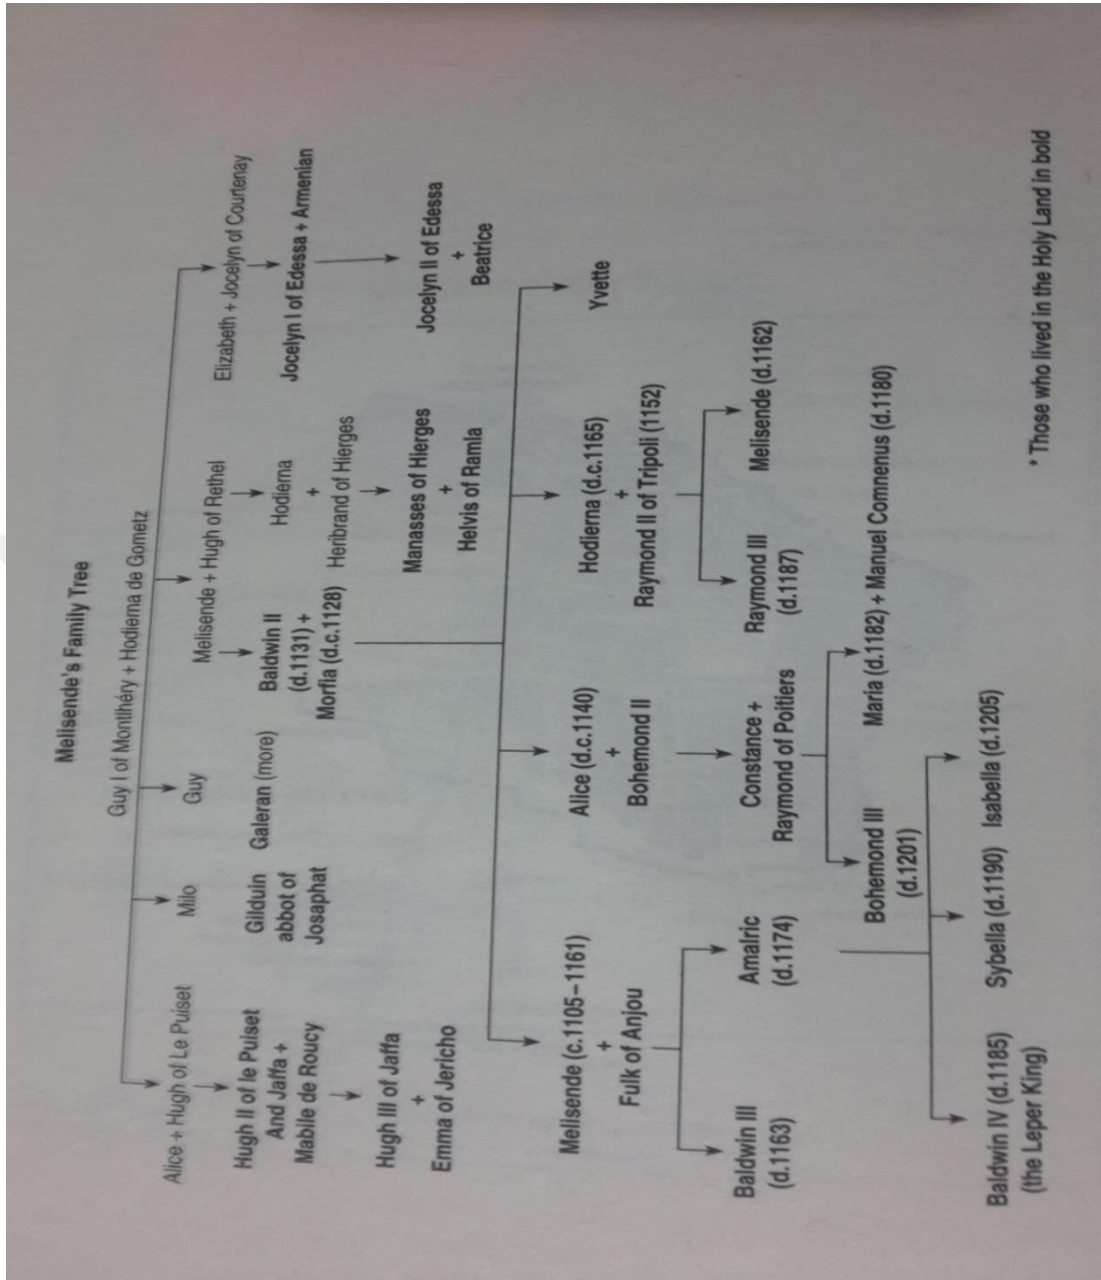 Melisende's Family Tree
Guy I of Montlhéry + Hodierna de Gometz
Alice + Hugh of Le Puiset
Milo
Guy
Melisende + Hugh of Rethel
Elizabeth + Jocelyn of Courtenay
Hugh II of le Puiset
And Jaffa +
Mabile de Roucy
Gilduin
abbot of
Josaphat
Galeran (more)
Baldwin II
(d.1131) +
Morfia (d.c.1128)
Hodierna
+
Heribrand of Hierges
Jocelyn I of Edessa + Armenian
Hugh III of Jaffa
+
Emma of Jericho
Manasses of Hierges
+
Helvis of Ramla
Jocelyn II of Edessa
+
Beatrice
Melisende (c.1105–1161)
+
Fulk of Anjou
Alice (d.c.1140)
+
Bohemond II
Hodierna (d.c.1165)
+
Raymond II of Tripoli (1152)
Yvette
Baldwin III
(d.1163)
Amalric
(d.1174)
Constance +
Raymond of Poitiers
Raymond III
(d.1187)
Melisende (d.1162)
Bohemond III
(d.1201)
Maria (d.1182) + Manuel Comnenus (d.1180)
Baldwin IV (d.1185)
(the Leper King)
Sybella (d.1190)
Isabella (d.1205)
* Those who lived in the Holy Land in bold